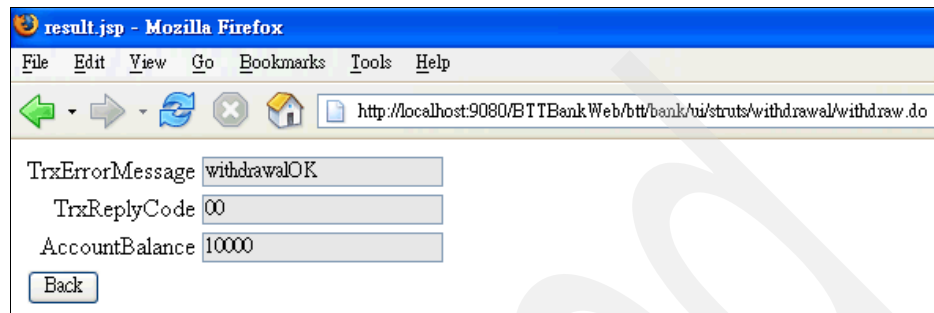 result.jsp - Mozilla Firefox
File Edit View Go Bookmarks Tools Help
http://localhost:9080/BTTBankWeb/btt/bank/ui/struts/withdrawal/withdraw.do
TrxErrorMessage withdrawalOK
TrxReplyCode 00
AccountBalance 10000
Back